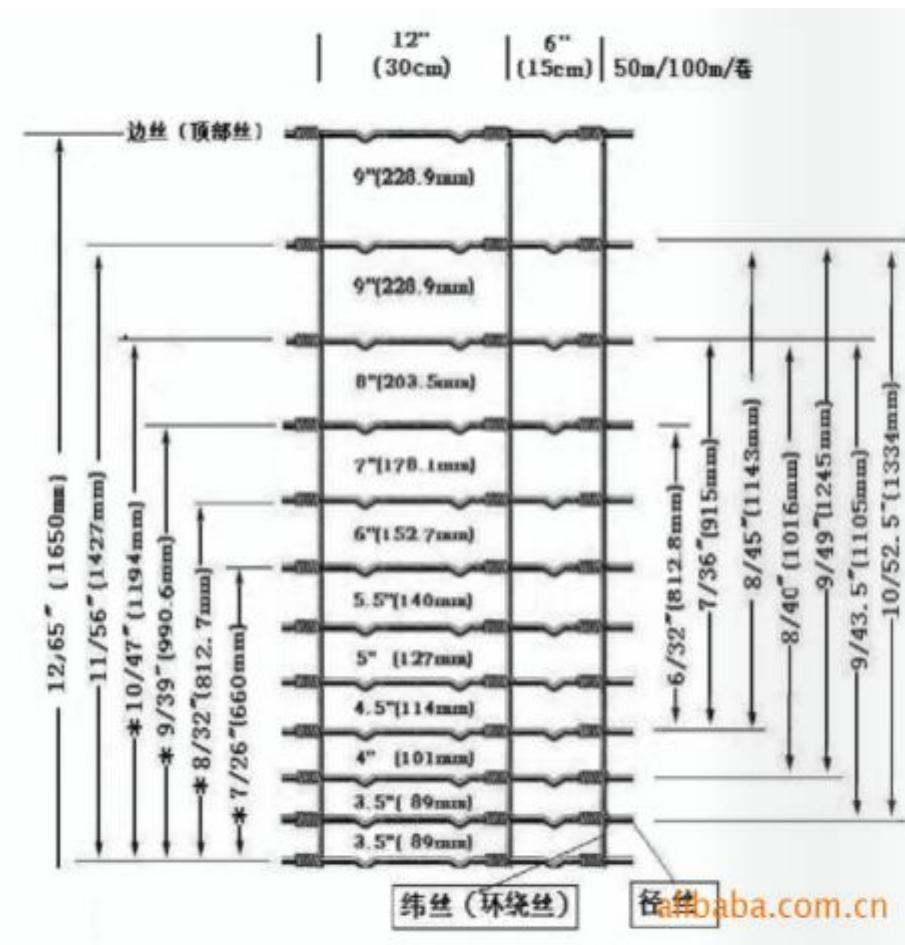 12" 6"
(30cm) (15cm) 50m/100m/卷
边丝（顶部丝）
9"(228.9mm)
9"(228.9mm)
8"(203.5mm)
7"(178.1mm)
6"(152.7mm)
5.5"(140mm)
5" (127mm)
4.5"(114mm)
4" (101mm)
3.5"( 89mm)
3.5"( 89mm)
12/65″ (1650mm)
11/56″(1427mm)
*10/47″(1194mm)
* 9/39″(990.6mm)
* 8/32″(812.7mm)
* 7/26″(660mm)
6/32″(812.8mm)
7/36″(915mm)
8/45″(1143mm)
8/40″(1016mm)
9/49″(1245mm)
9/43.5″(1105mm)
10/52.5″(1334mm)
纬丝（环绕丝）
径丝
alibaba.com.cn